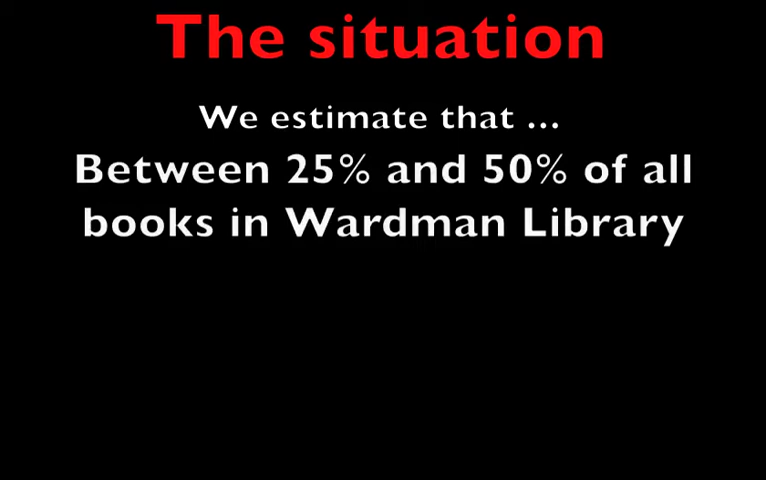 The situation
We estimate that ...
Between 25% and 50% of all
books in Wardman Library